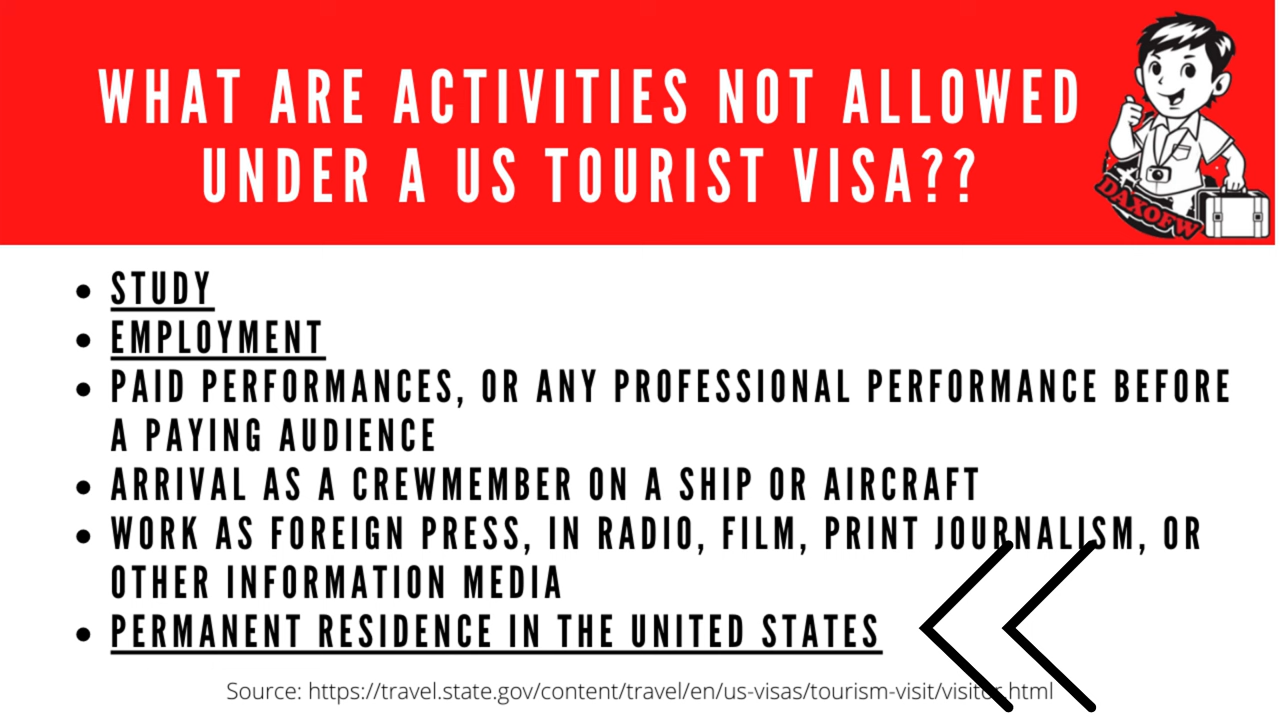 WHAT ARE ACTIVITIES NOT ALLOWED
UNDER A US TOURIST VISA??
DAXOFW
STUDY
EMPLOYMENT
PAID PERFORMANCES, OR ANY PROFESSIONAL PERFORMANCE BEFORE
A PAYING AUDIENCE
ARRIVAL AS A CREWMEMBER ON A SHIP OR AIRCRAFT
WORK AS FOREIGN PRESS, IN RADIO, FILM, PRINT JOURNALISM, OR
OTHER INFORMATION MEDIA
PERMANENT RESIDENCE IN THE UNITED STATES
Source: https://travel.state.gov/content/travel/en/us-visas/tourism-visit/visitor.html